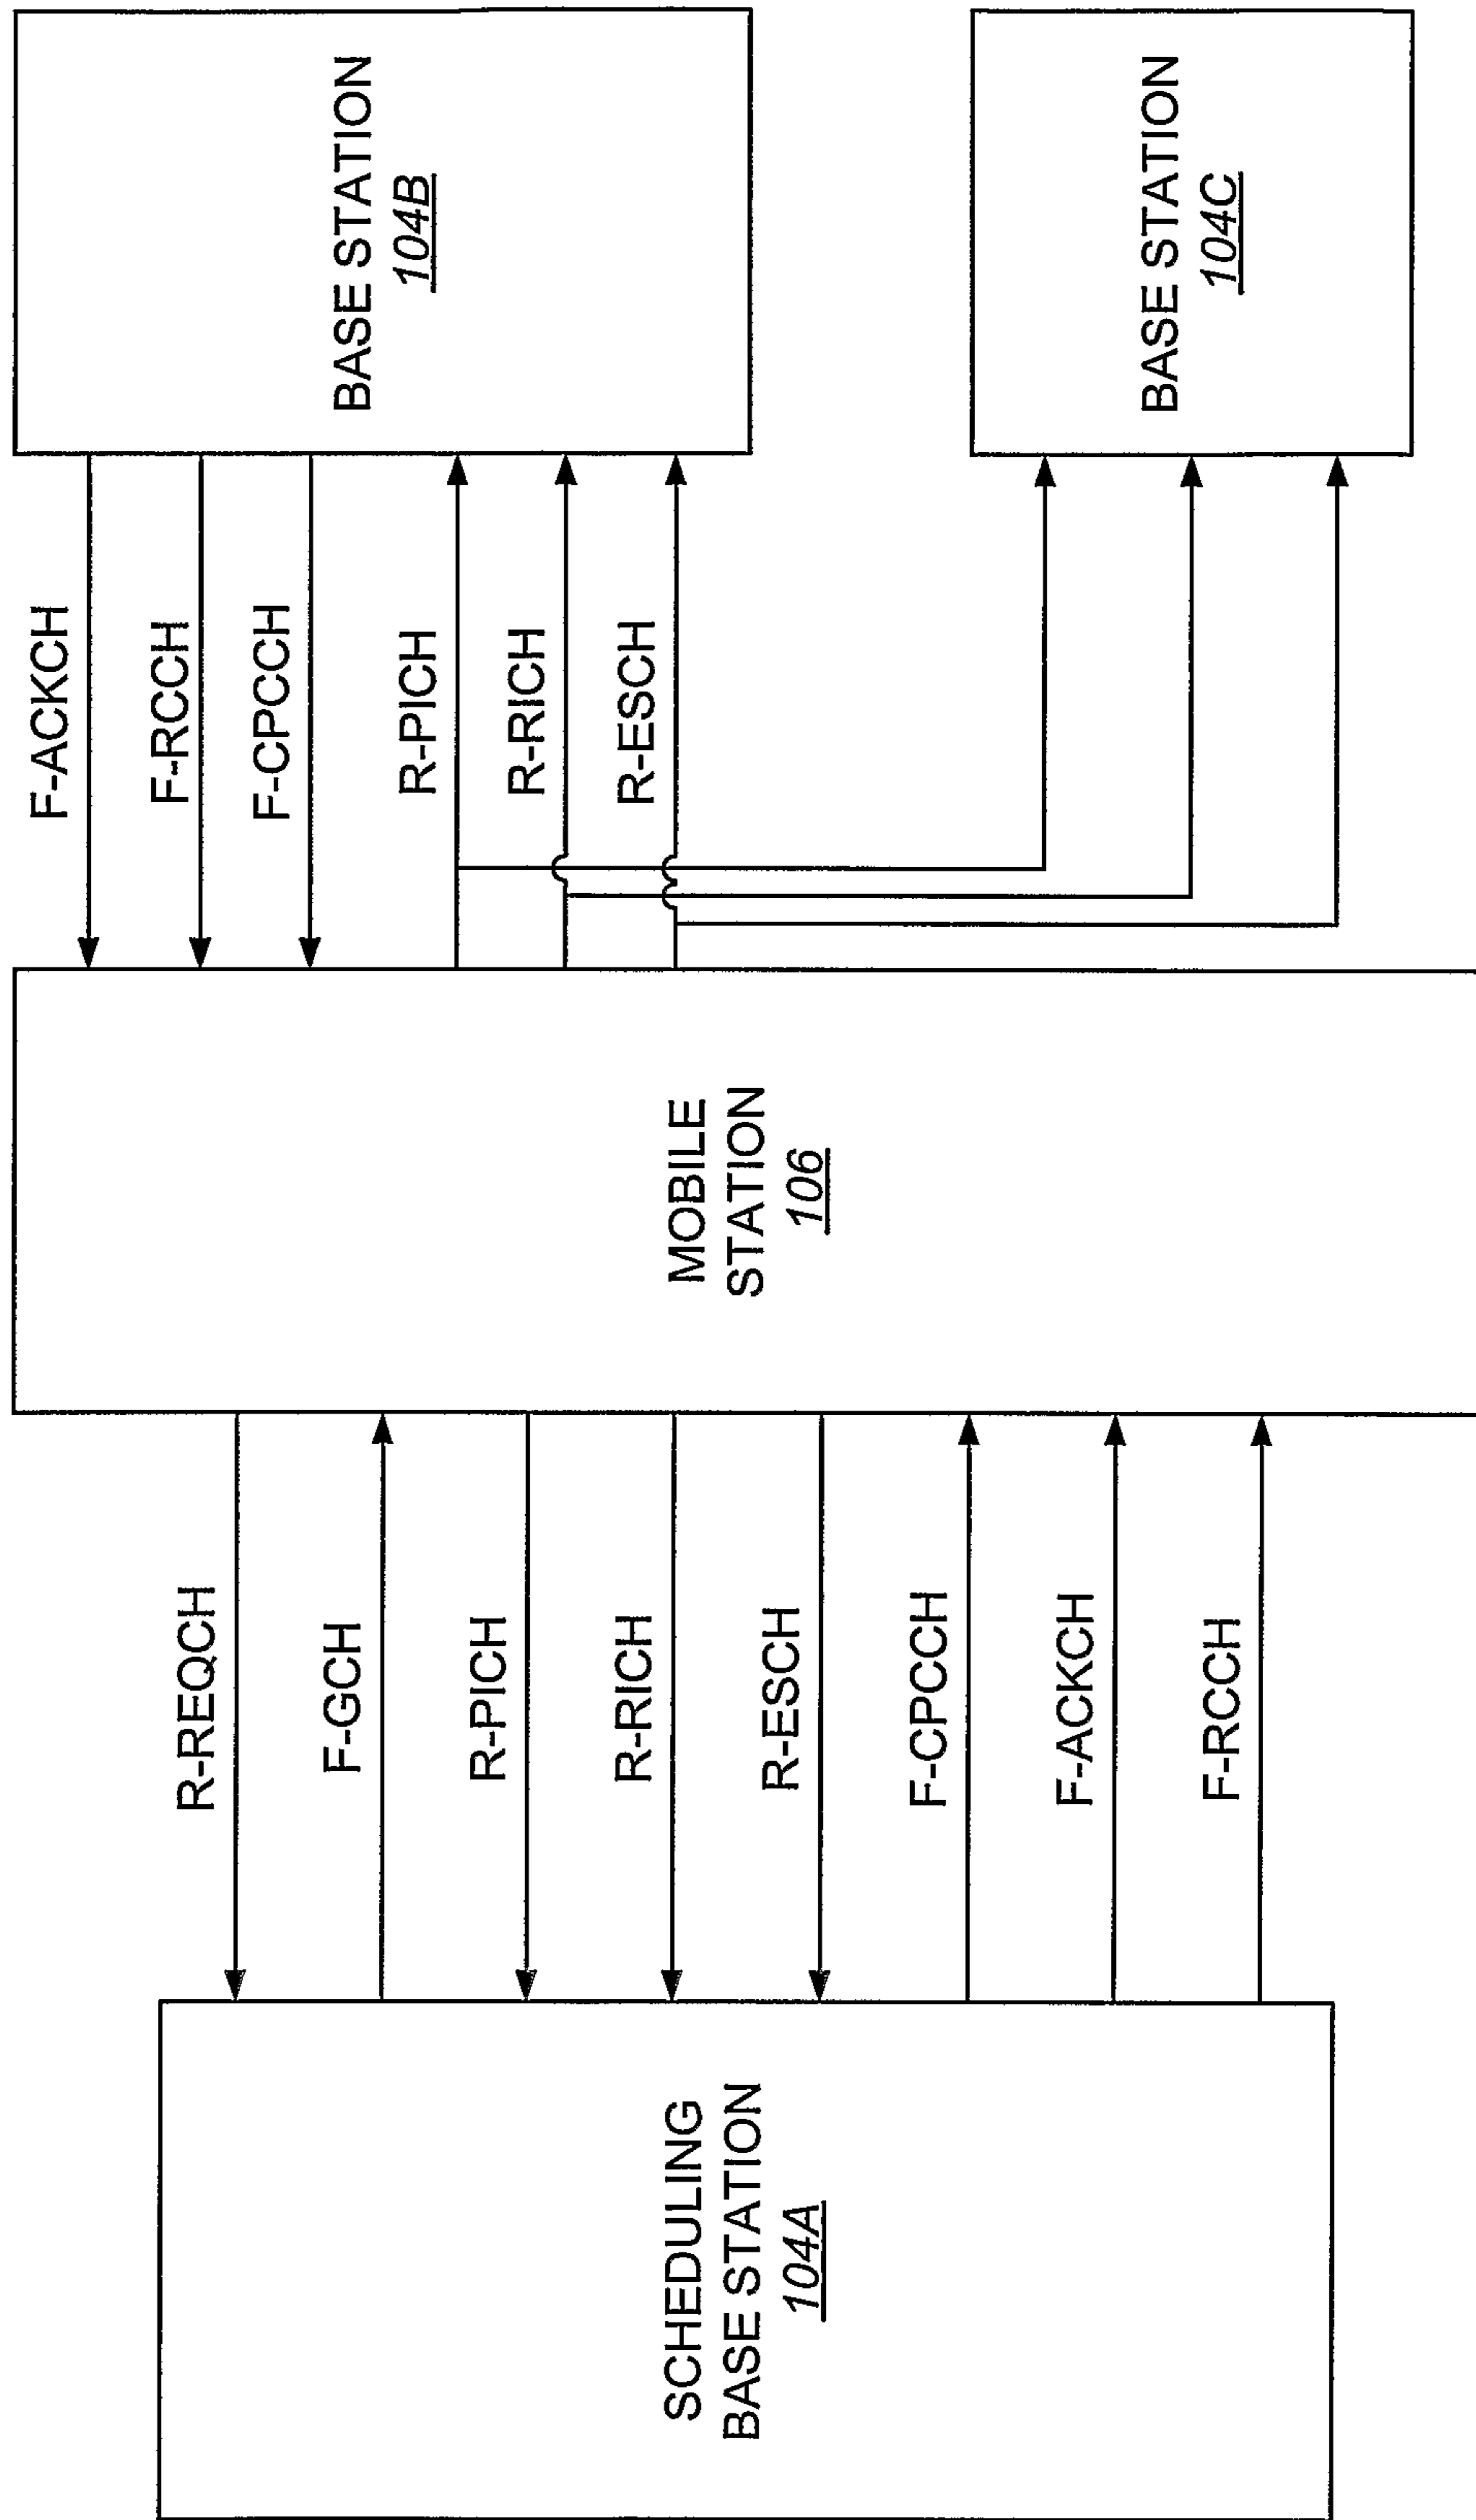 SCHEDULING
BASE STATION
104A
R-REQCH
F-GCH
R-PICH
R-RICH
R-ESCH
F-CPCCH
F-ACKCH
F-RCCH
MOBILE
STATION
106
F-ACKCH
F-RCCH
F-CPCCH
R-PICH
R-RICH
R-ESCH
BASE STATION
104B
BASE STATION
104C